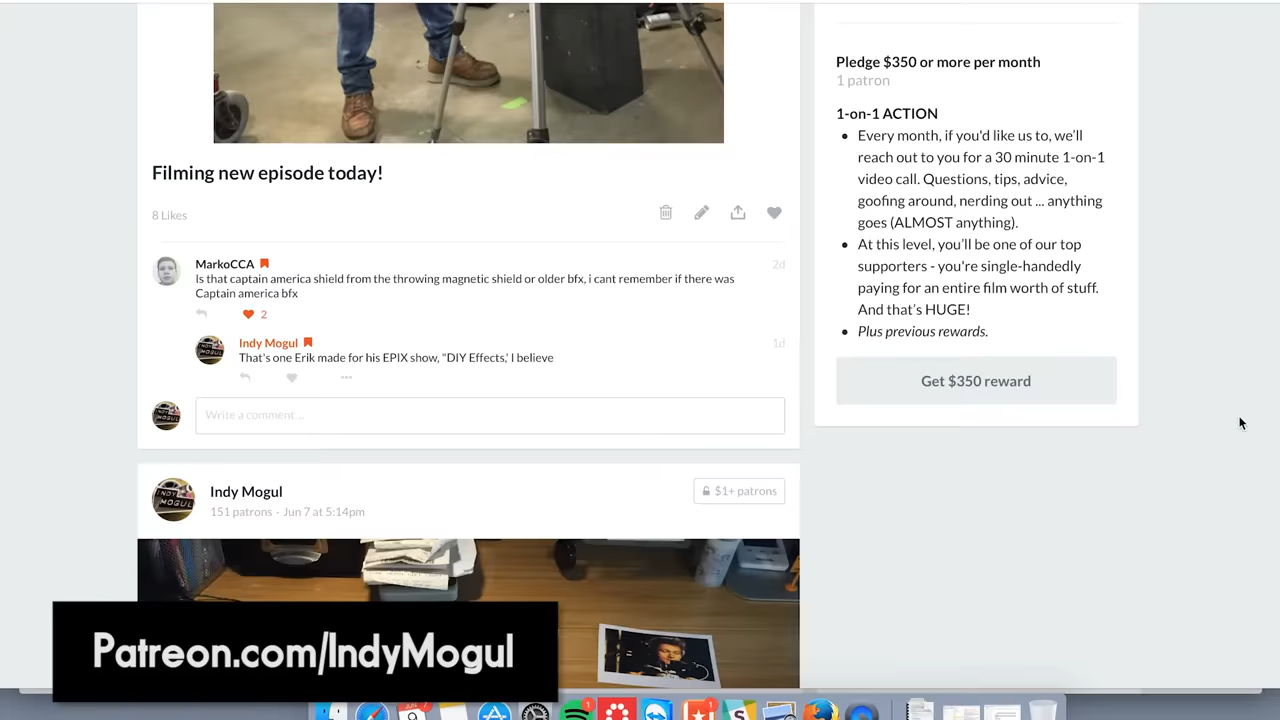 Filming new episode today!
8 Likes
MarkoCCA
2d
Is that captain america shield from the throwing magnetic shield or older bfx, i cant remember if there was
Captain america bfx
2
Indy Mogul
1d
That's one Erik made for his EPIX show, "DIY Effects,' I believe
Write a comment ...
Indy Mogul
151 patrons - Jun 7 at 5:14pm
$1+ patrons
Pledge $350 or more per month
1 patron
1-on-1 ACTION
Every month, if you'd like us to, we'll
reach out to you for a 30 minute 1-on-1
video call. Questions, tips, advice,
goofing around, nerding out ... anything
goes (ALMOST anything).
At this level, you'll be one of our top
supporters - you're single-handedly
paying for an entire film worth of stuff.
And that's HUGE!
Plus previous rewards.
Get $350 reward
Patreon.com/IndyMogul